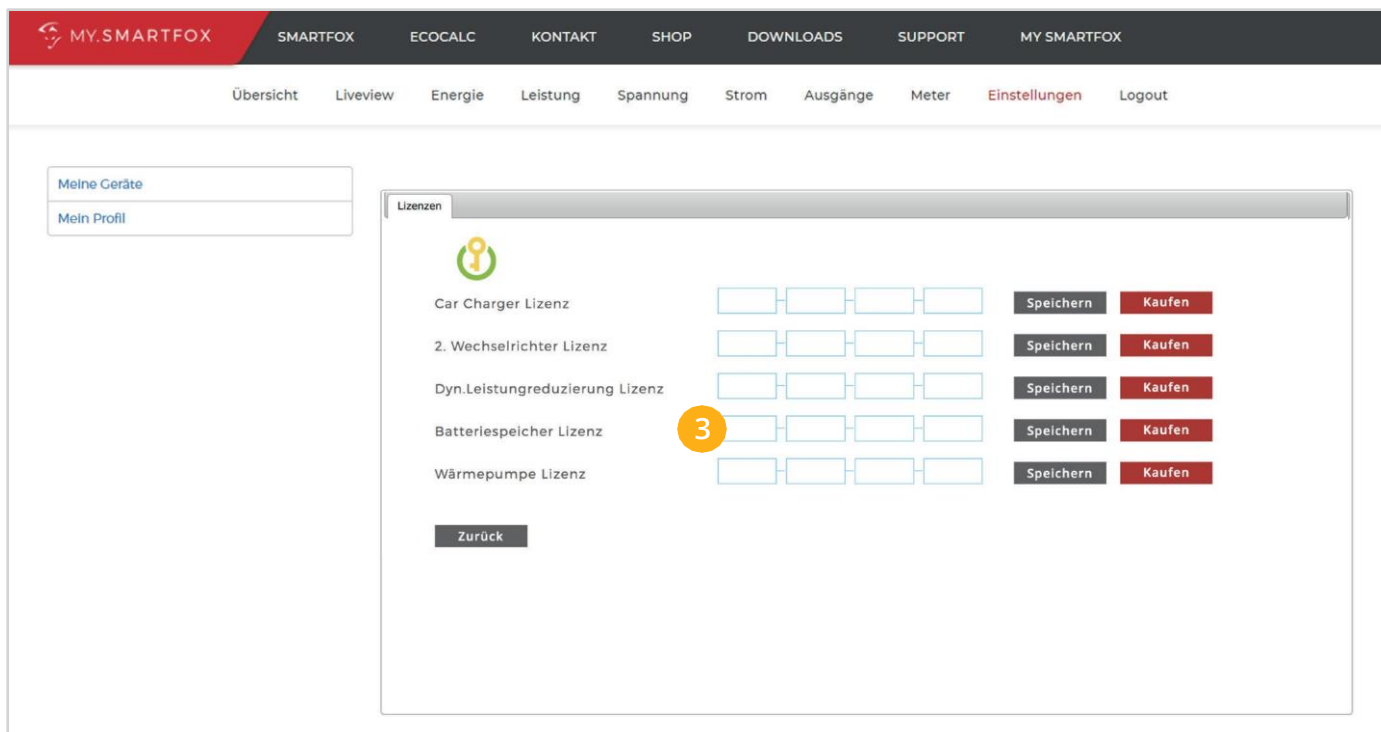 MY.SMARTFOX SMARTFOX ECOCALC KONTAKT SHOP DOWNLOADS SUPPORT MY SMARTFOX
Übersicht Liveview Energie Leistung Spannung Strom Ausgänge Meter Einstellungen Logout
Meine Geräte
Mein Profil
Lizenzen
Car Charger Lizenz Speichern Kaufen
2. Wechselrichter Lizenz Speichern Kaufen
Dyn.Leistungreduzierung Lizenz Speichern Kaufen
Batteriespeicher Lizenz 3 Speichern Kaufen
Wärmepumpe Lizenz Speichern Kaufen
Zurück